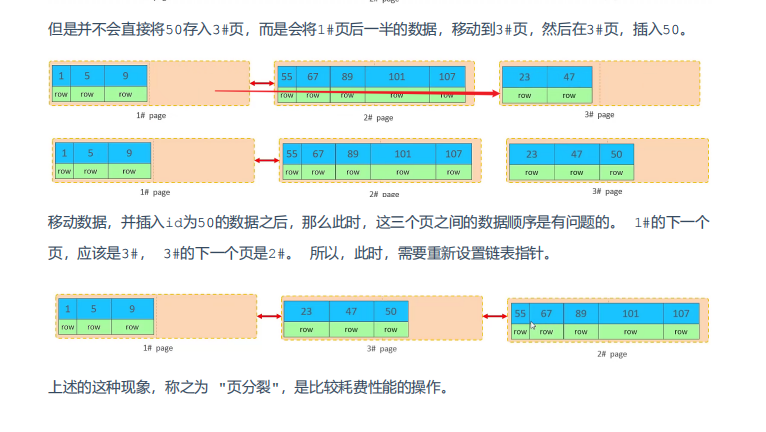 但是并不会直接将50存入3#页，而是会将1#页后一半的数据，移动到3#页，然后在3#页，插入50。
1 5 9 55 67 89 101 107 23 47
row row row row row row row row row row
1# page 2# page 3# page
1 5 9 55 67 89 101 107 23 47 50
row row row row row row row row row row row
1# page 2# page 3# page
移动数据，并插入id为50的数据之后，那么此时，这三个页之间的数据顺序是有问题的。 1#的下一个
页，应该是3#， 3#的下一个页是2#。 所以，此时，需要重新设置链表指针。
1 5 9 23 47 50 55 67 89 101 107
row row row row row row row row row row row
1# page 3# page 2# page
上述的这种现象，称之为 "页分裂"，是比较耗费性能的操作。